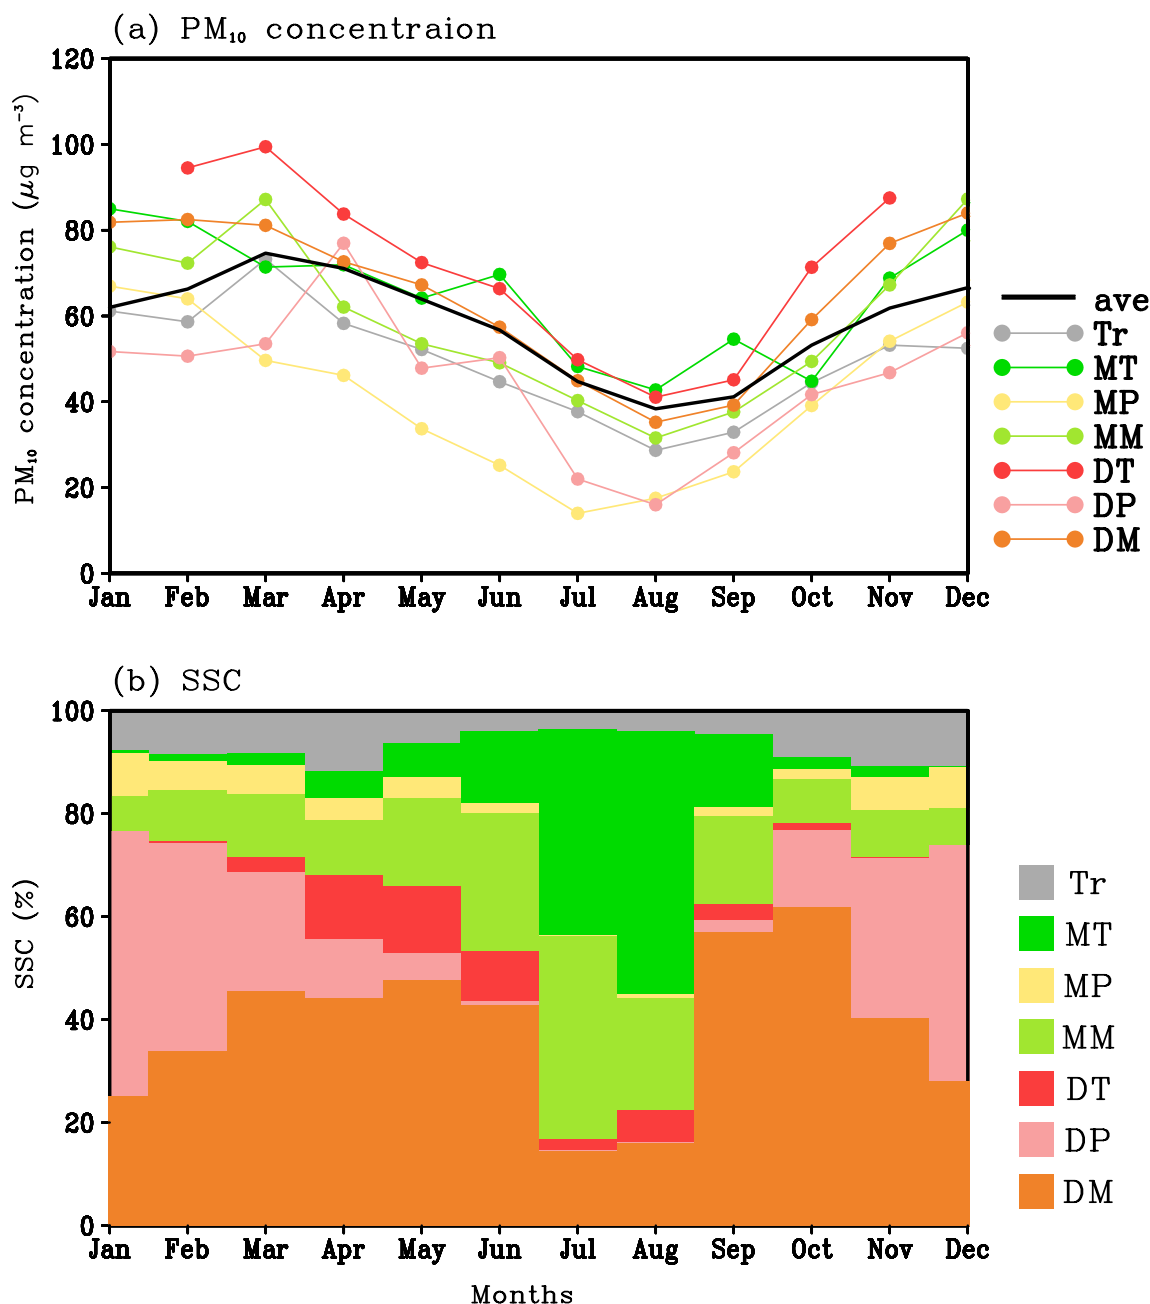 (a) PM₁₀ concentraion
PM₁₀ concentration (μg m⁻³)
120
100
80
60
40
20
0
Jan Feb Mar Apr May Jun Jul Aug Sep Oct Nov Dec
ave
Tr
MT
MP
MM
DT
DP
DM
(b) SSC
SSC (%)
100
80
60
40
20
0
Jan Feb Mar Apr May Jun Jul Aug Sep Oct Nov Dec
Months
Tr
MT
MP
MM
DT
DP
DM